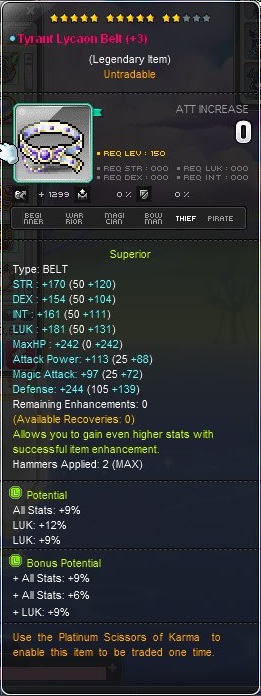 Tyrant Lycaon Belt (+3)
(Legendary Item)
Untradable
ATT INCREASE
0
REQ LEV : 150
REQ STR : 000
REQ LUK : 000
REQ DEX : 000
REQ INT : 000
+ 1299
0 %
0 %
BEGINNER WARRIOR MAGICIAN BOWMAN THIEF PIRATE
Superior
Type: BELT
STR : +170 (50 +120)
DEX : +154 (50 +104)
INT : +161 (50 +111)
LUK : +181 (50 +131)
MaxHP : +242 (0 +242)
Attack Power: +113 (25 +88)
Magic Attack: +97 (25 +72)
Defense: +244 (105 +139)
Remaining Enhancements: 0
(Available Recoveries: 0)
Allows you to gain even higher stats with
successful item enhancement.
Hammers Applied: 2 (MAX)
L Potential
All Stats: +9%
LUK: +12%
LUK: +9%
L Bonus Potential
+ All Stats: +9%
+ All Stats: +6%
+ LUK: +9%
Use the Platinum Scissors of Karma to
enable this item to be traded one time.